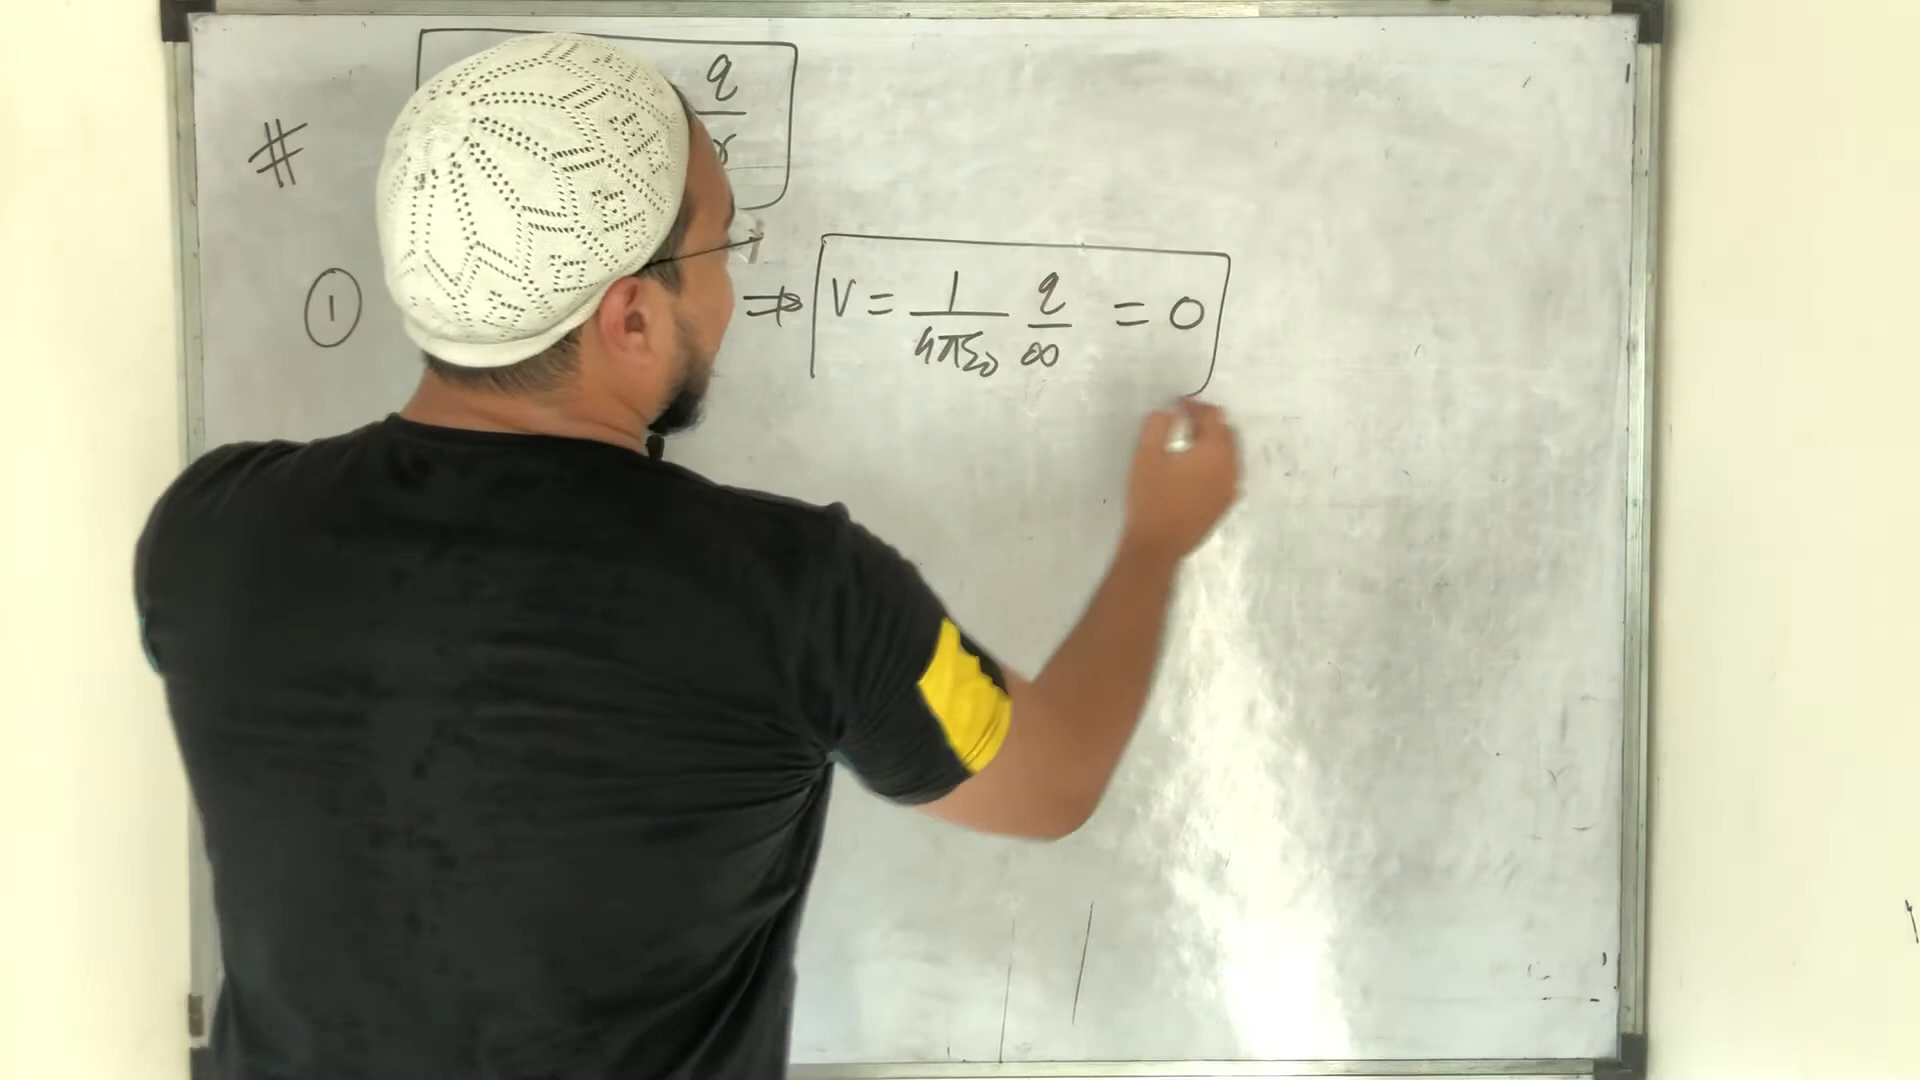 # q / r
① ⇒ V = 1/4πε₀ q/∞ = 0